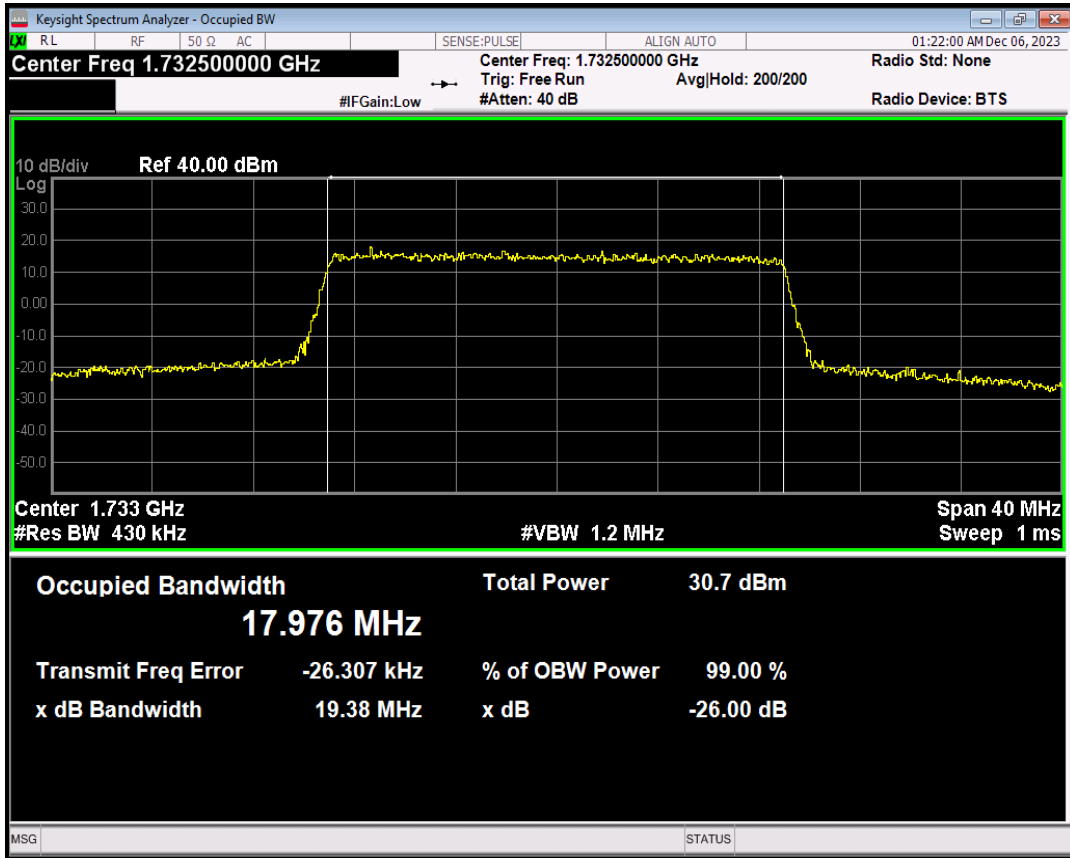 Keysight Spectrum Analyzer - Occupied BW
LXI RL RF 50 Ω AC SENSE:PULSE ALIGN AUTO 01:22:00 AM Dec 06, 2023
Center Freq 1.732500000 GHz Center Freq: 1.732500000 GHz Radio Std: None
Trig: Free Run Avg|Hold: 200/200
#IFGain:Low #Atten: 40 dB Radio Device: BTS
10 dB/div Ref 40.00 dBm
Log
30.0
20.0
10.0
0.00
-10.0
-20.0
-30.0
-40.0
-50.0
Center 1.733 GHz Span 40 MHz
#Res BW 430 kHz #VBW 1.2 MHz Sweep 1 ms
Occupied Bandwidth Total Power 30.7 dBm
17.976 MHz
Transmit Freq Error -26.307 kHz % of OBW Power 99.00 %
x dB Bandwidth 19.38 MHz x dB -26.00 dB
MSG STATUS